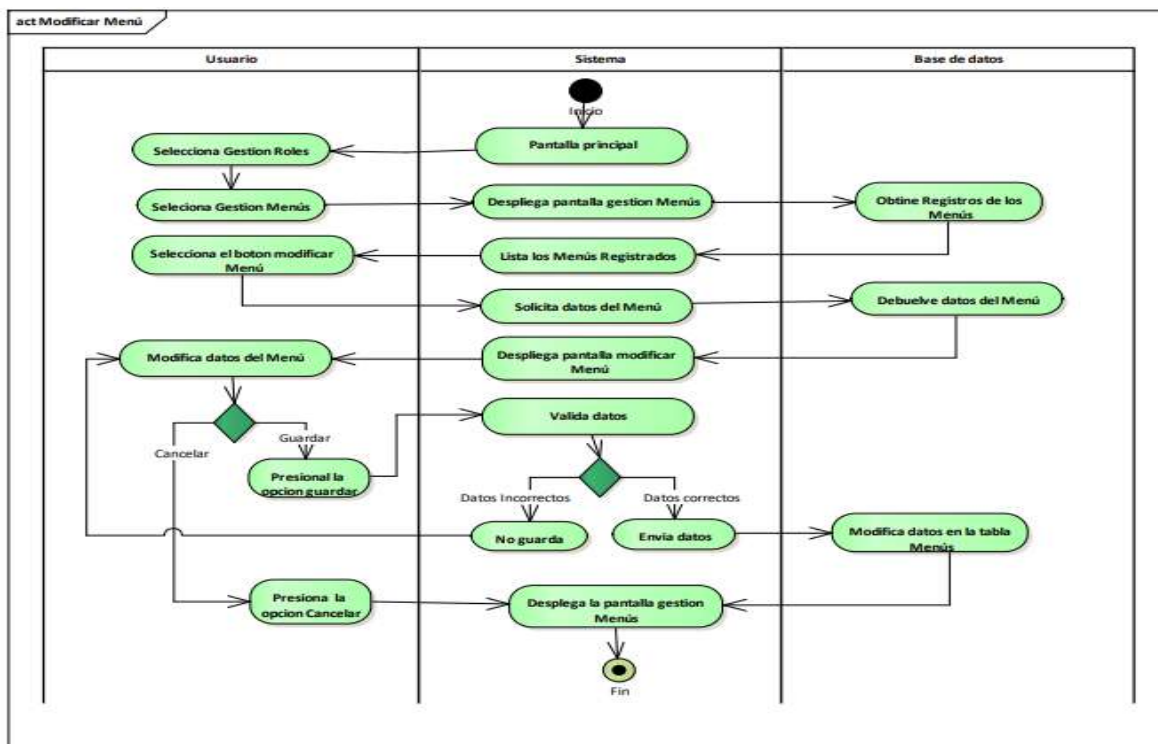 act Modificar Menú
Usuario
Sistema
Base de datos
Inicio
Selecciona Gestion Roles
Pantalla principal
Seleciona Gestion Menús
Despliega pantalla gestion Menús
Obtine Registros de los
Menús
Selecciona el boton modificar
Menú
Lista los Menús Registrados
Solicita datos del Menú
Debuelve datos del Menú
Modifica datos del Menú
Despliega pantalla modificar
Menú
Valida datos
Cancelar
Guardar
Presional la
opcion guardar
Datos Incorrectos
Datos correctos
No guarda
Envia datos
Modifica datos en la tabla
Menús
Presiona la
opcion Cancelar
Desplega la pantalla gestion
Menús
Fin